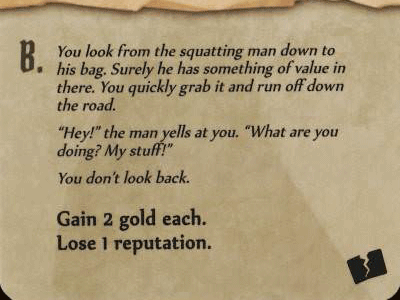 B. You look from the squatting man down to
his bag. Surely he has something of value in
there. You quickly grab it and run off down
the road.
"Hey!" the man yells at you. "What are you
doing? My stuff!"
You don't look back.
Gain 2 gold each.
Lose 1 reputation.